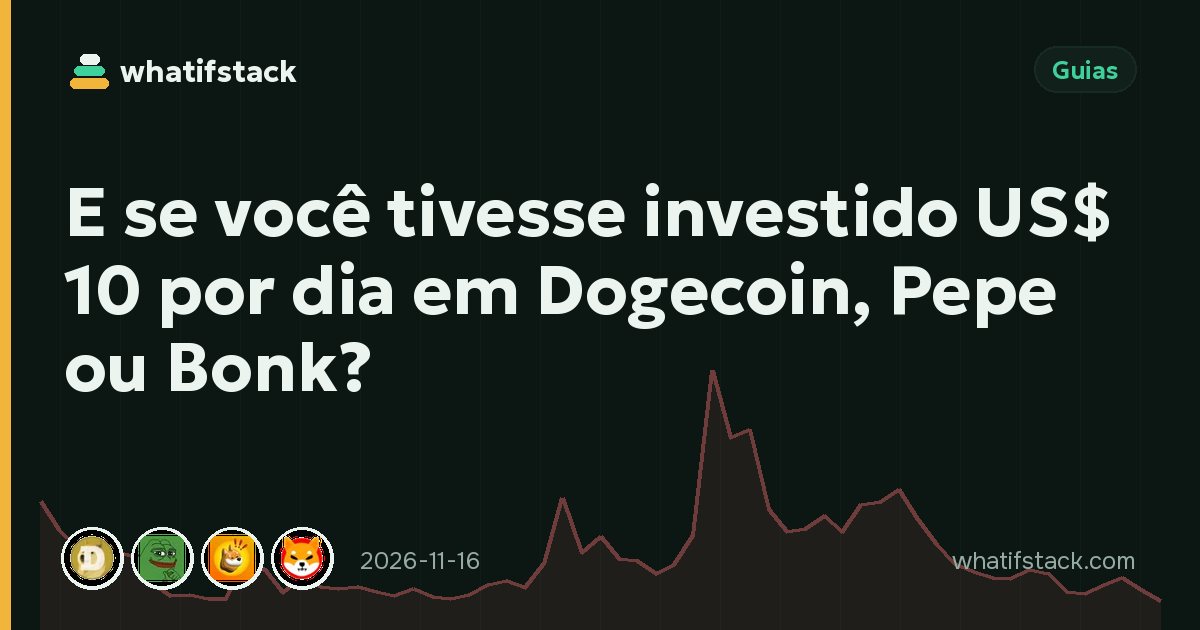 whatifstack
Guias
E se você tivesse investido US$
10 por dia em Dogecoin, Pepe
ou Bonk?
2026-11-16
whatifstack.com